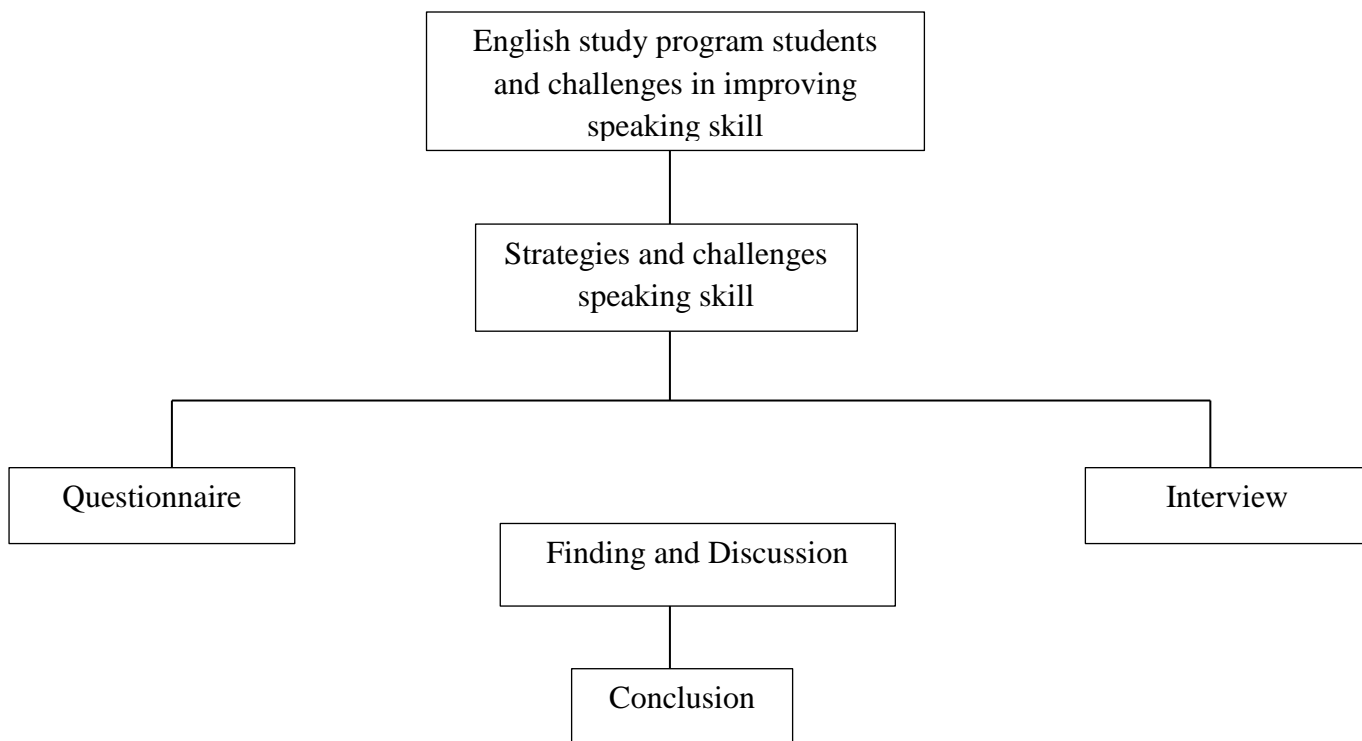 English study program students
and challenges in improving
speaking skill
Strategies and challenges
speaking skill
Questionnaire
Interview
Finding and Discussion
Conclusion